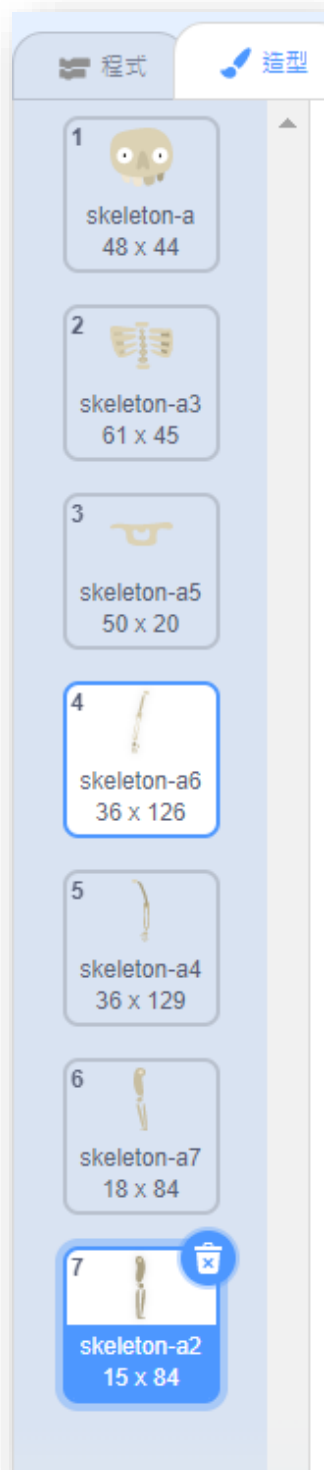 程式
造型
1
skeleton-a
48 x 44
2
skeleton-a3
61 x 45
3
skeleton-a5
50 x 20
4
skeleton-a6
36 x 126
5
skeleton-a4
36 x 129
6
skeleton-a7
18 x 84
7
skeleton-a2
15 x 84